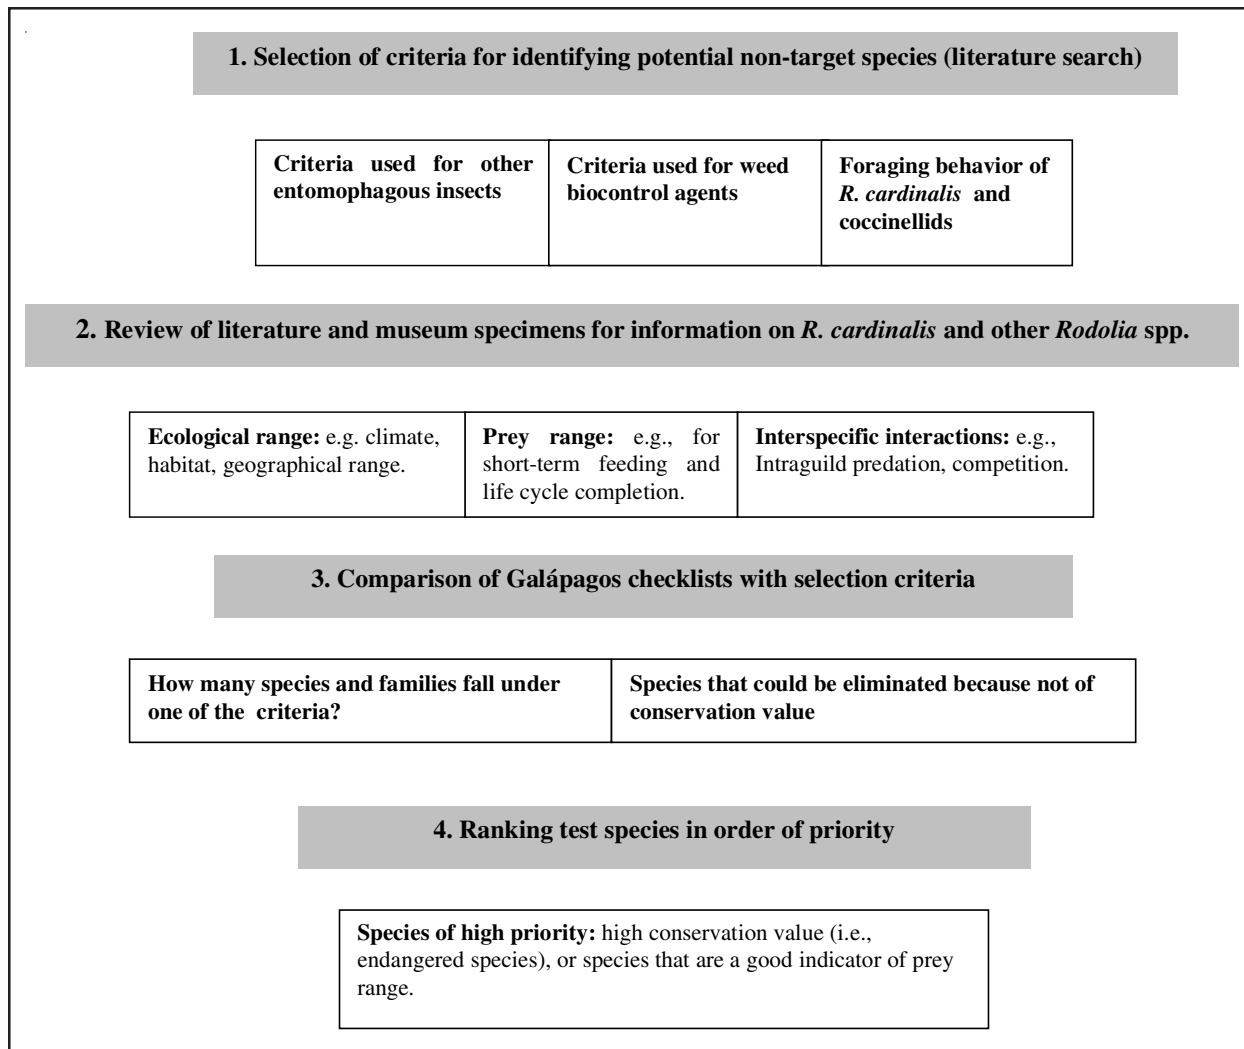 1. Selection of criteria for identifying potential non-target species (literature search)
Criteria used for other
entomophagous insects
Criteria used for weed
biocontrol agents
Foraging behavior of
R. cardinalis and
coccinellids
2. Review of literature and museum specimens for information on R. cardinalis and other Rodolia spp.
Ecological range: e.g. climate,
habitat, geographical range.
Prey range: e.g., for
short-term feeding and
life cycle completion.
Interspecific interactions: e.g.,
Intraguild predation, competition.
3. Comparison of Galápagos checklists with selection criteria
How many species and families fall under
one of the criteria?
Species that could be eliminated because not of
conservation value
4. Ranking test species in order of priority
Species of high priority: high conservation value (i.e.,
endangered species), or species that are a good indicator of prey
range.